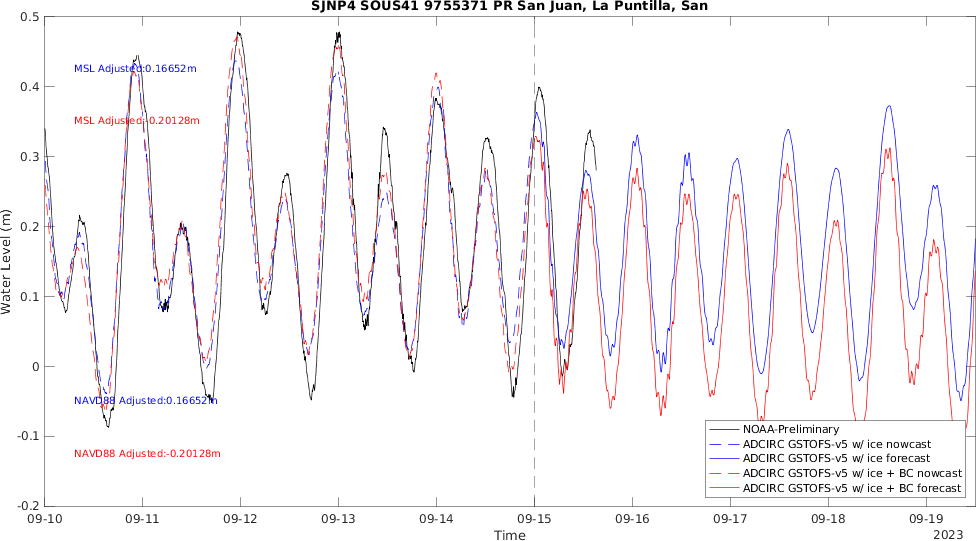 SJNP4 SOUS41 9755371 PR San Juan, La Puntilla, San
0.5
MSL Adjusted:0.16652m
0.4
MSL Adjusted:-0.20128m
0.3
0.2
Water Level (m)
0.1
0
NAVD88 Adjusted:0.16652m
-0.1
NAVD88 Adjusted:-0.20128m
-0.2
NOAA-Preliminary
ADCIRC GSTOFS-v5 w/ ice nowcast
ADCIRC GSTOFS-v5 w/ ice forecast
ADCIRC GSTOFS-v5 w/ice + BC nowcast
ADCIRC GSTOFS-v5 w/ice + BC forecast
09-10 09-11 09-12 09-13 09-14 09-15 09-16 09-17 09-18 09-19
Time
2023